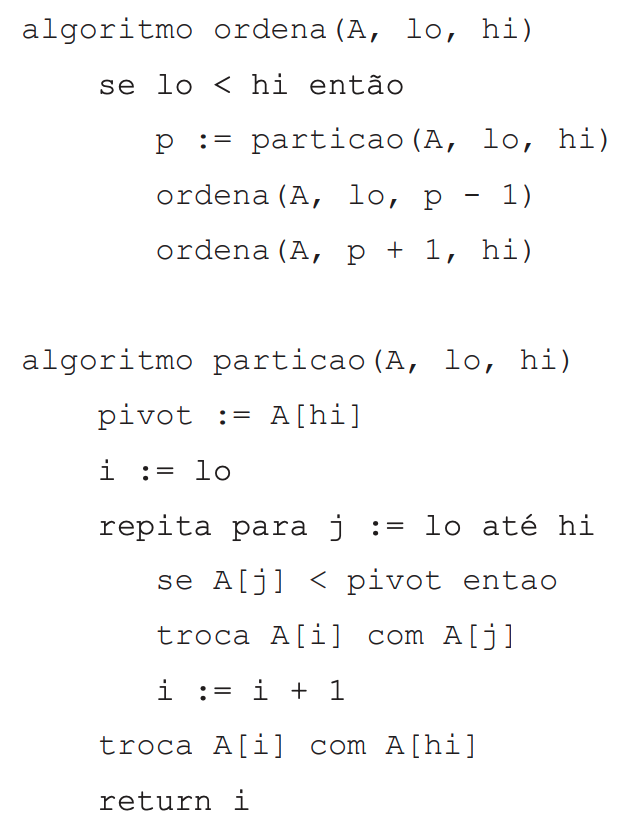 algoritmo ordena(A, lo, hi)
    se lo < hi então
       p := particao(A, lo, hi)
       ordena(A, lo, p - 1)
       ordena(A, p + 1, hi)

algoritmo particao(A, lo, hi)
    pivot := A[hi]
    i := lo
    repita para j := lo até hi
       se A[j] < pivot entao
       troca A[i] com A[j]
       i := i + 1
    troca A[i] com A[hi]
    return i